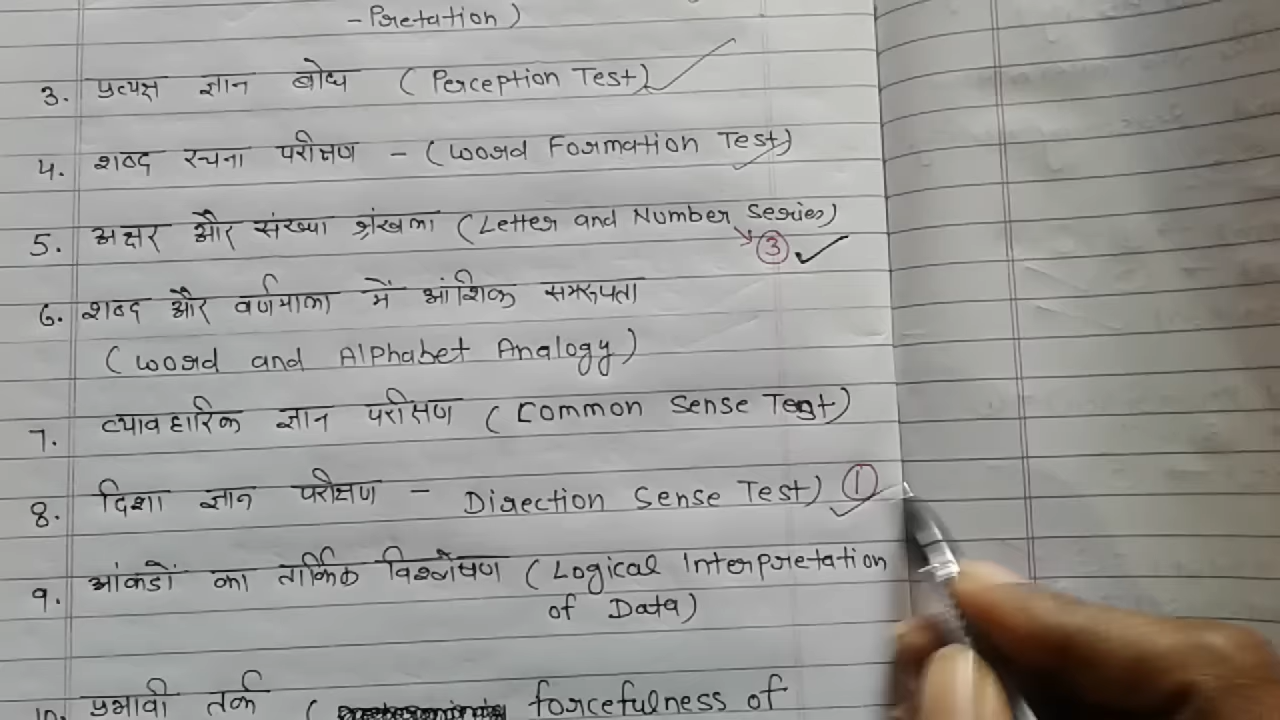 -Pretation)
3. प्रत्यक्ष ज्ञान बोध (Perception Test)
4. शब्द रचना परीक्षण - (Word Formation Test)
5. अक्षर और संख्या श्रंखला (Letter and Number Series)
3
6. शब्द और वर्णमाला में आंशिक समरूपता
(Word and Alphabet Analogy)
7. व्यावहारिक ज्ञान परीक्षण (Common Sense Test)
8. दिशा ज्ञान परीक्षण - Direction Sense Test) 1
9. आंकडों का तार्किक विश्लेषण (Logical Interpretation
of Data)
10. प्रभावी तर्क ( forcefulness of